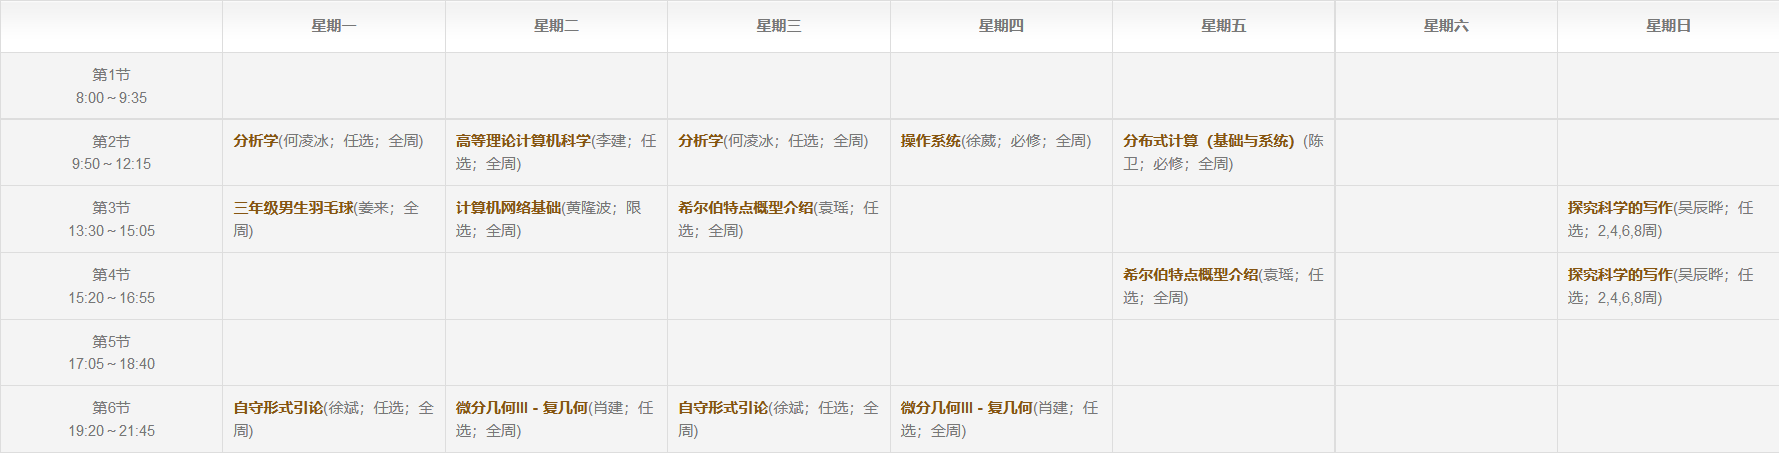 星期一 星期二 星期三 星期四 星期五 星期六 星期日
第1节
8:00～9:35
第2节
9:50～12:15
分析学(何凌冰；任选；全周)
高等理论计算机科学(李建；任
选；全周)
分析学(何凌冰；任选；全周)
操作系统(徐葳；必修；全周)
分布式计算（基础与系统）(陈
卫；必修；全周)
第3节
13:30～15:05
三年级男生羽毛球(姜来；全
周)
计算机网络基础(黄隆波；限
选；全周)
希尔伯特点概型介绍(袁瑶；任
选；全周)
探究科学的写作(吴辰晔；任
选；2,4,6,8周)
第4节
15:20～16:55
希尔伯特点概型介绍(袁瑶；任
选；全周)
探究科学的写作(吴辰晔；任
选；2,4,6,8周)
第5节
17:05～18:40
第6节
19:20～21:45
自守形式引论(徐斌；任选；全
周)
微分几何III - 复几何(肖建；任
选；全周)
自守形式引论(徐斌；任选；全
周)
微分几何III - 复几何(肖建；任
选；全周)